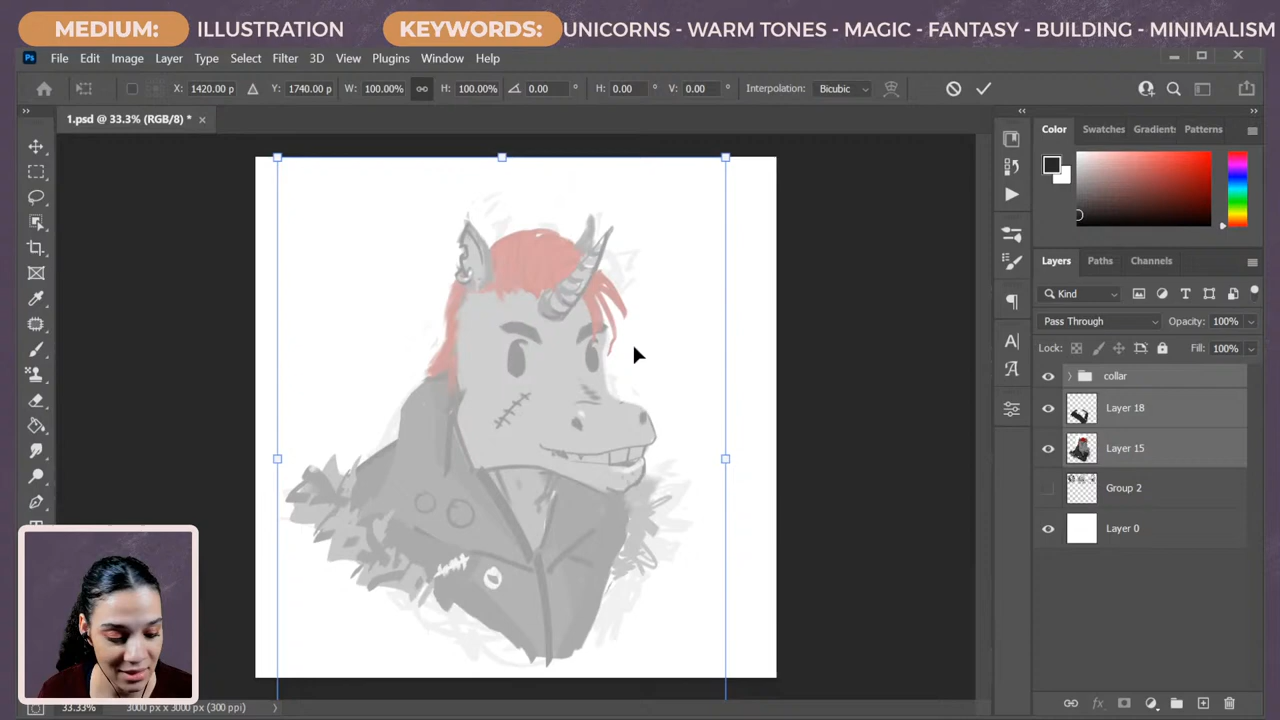 MEDIUM: ILLUSTRATION KEYWORDS: UNICORNS - WARM TONES - MAGIC - FANTASY - BUILDING - MINIMALISM
Ps File Edit Image Layer Type Select Filter 3D View Plugins Window Help
X: 1420.00 p Y: 1740.00 p W: 100.00% H: 100.00% 0.00 H: 0.00 V: 0.00 Interpolation: Bicubic
1.psd @ 33.3% (RGB/8) *
Color Swatches Gradient: Patterns
Layers Paths Channels
Kind
Pass Through Opacity: 100%
Lock: Fill: 100%
collar
Layer 18
Layer 15
Group 2
Layer 0
33.33% 3000 px x 3000 px (300 ppi)